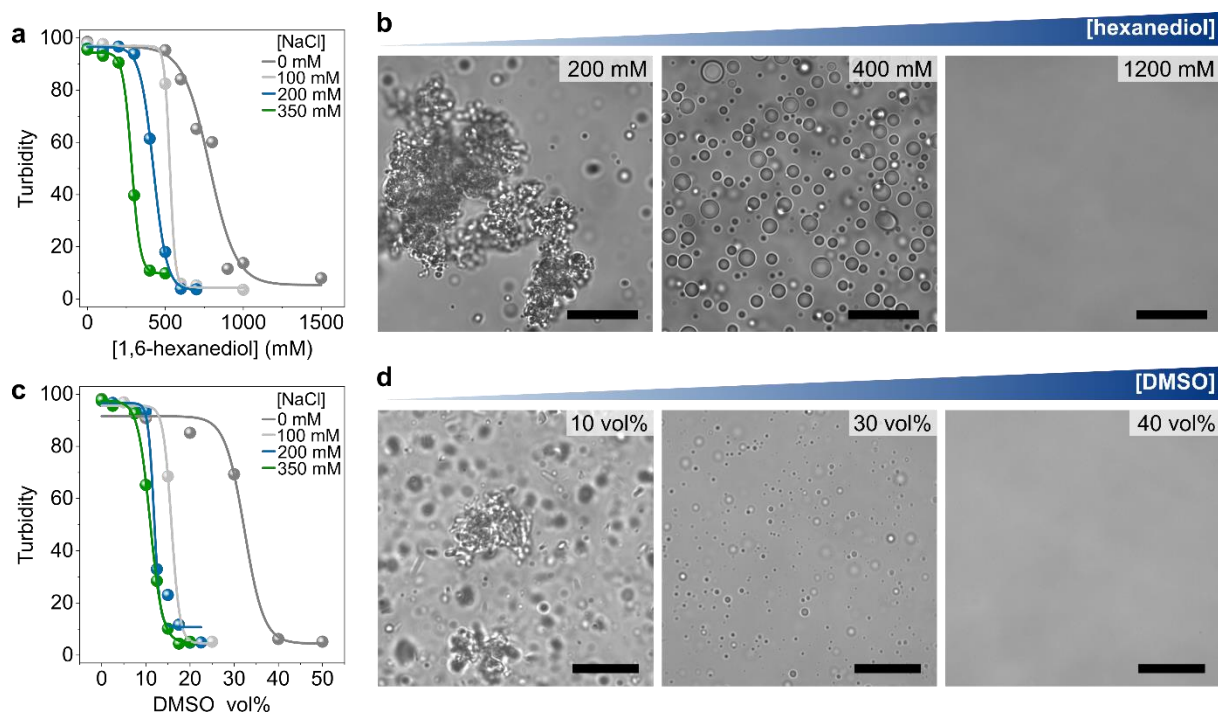 a
100
80
60
40
20
0
Turbidity
[NaCl]
0 mM
100 mM
200 mM
350 mM
0 500 1000 1500
[1,6-hexanediol] (mM)
b
[hexanediol]
200 mM
400 mM
1200 mM
c
100
80
60
40
20
0
Turbidity
[NaCl]
0 mM
100 mM
200 mM
350 mM
0 10 20 30 40 50
DMSO vol%
d
[DMSO]
10 vol%
30 vol%
40 vol%